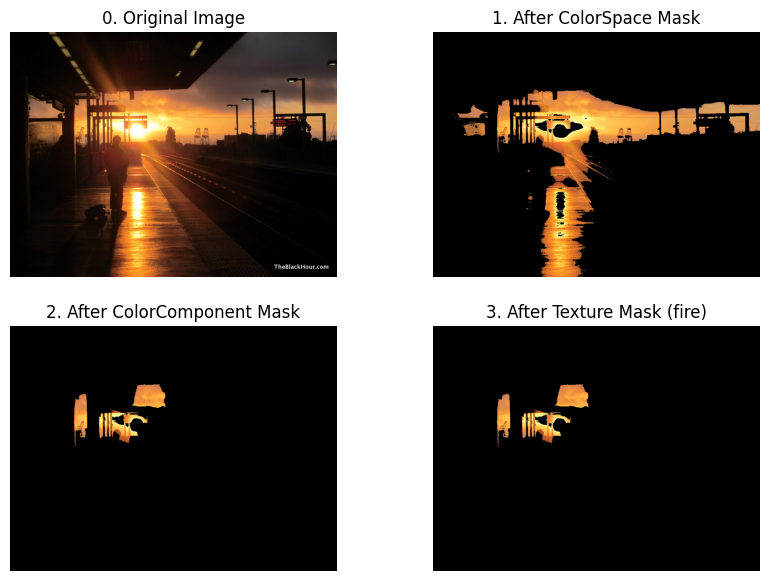 0. Original Image
1. After ColorSpace Mask
TheBlackHour.com
2. After ColorComponent Mask
3. After Texture Mask (fire)